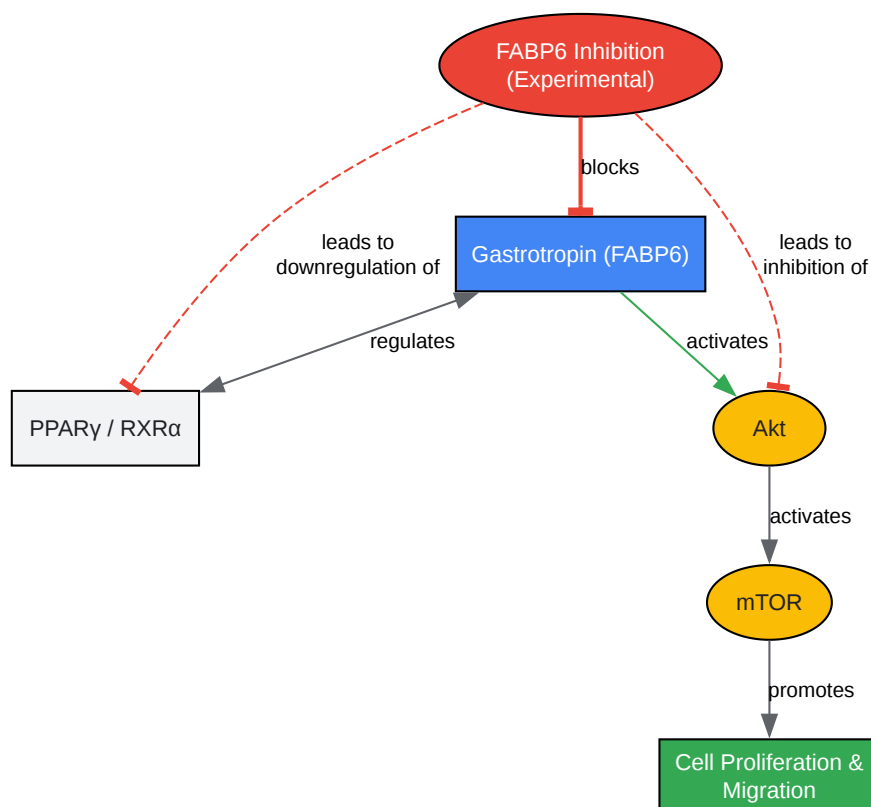 FABP6 Inhibition
(Experimental)
blocks
leads to
downregulation of
leads to
inhibition of
Gastrotropin (FABP6)
regulates
activates
PPARγ / RXRα
Akt
activates
mTOR
promotes
Cell Proliferation &
Migration